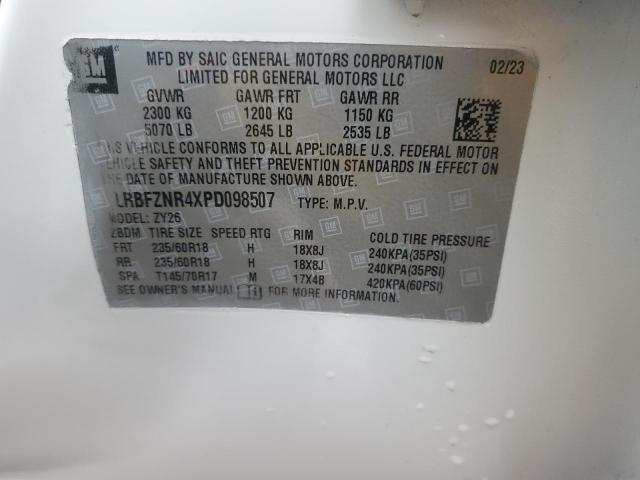 GM
MFD BY SAIC GENERAL MOTORS CORPORATION 02/23
LIMITED FOR GENERAL MOTORS LLC
GVWR GAWR FRT GAWR RR
2300 KG 1200 KG 1150 KG
5070 LB 2645 LB 2535 LB
VEHICLE CONFORMS TO ALL APPLICABLE U.S. FEDERAL MOTOR
VEHICLE SAFETY AND THEFT PREVENTION STANDARDS IN EFFECT ON
THE DATE OF MANUFACTURE SHOWN ABOVE.
LRBFZNR4XPD098507 TYPE: M.P.V.
MODEL: ZY26
2BDM TIRE SIZE SPEED RTG RIM COLD TIRE PRESSURE
FRT 235/60R18 H 18X8J 240KPA(35PSI)
RR 235/60R18 H 18X8J 240KPA(35PSI)
SPA T145/70R17 M 17X4B 420KPA(60PSI)
SEE OWNER'S MANUAL FOR MORE INFORMATION.